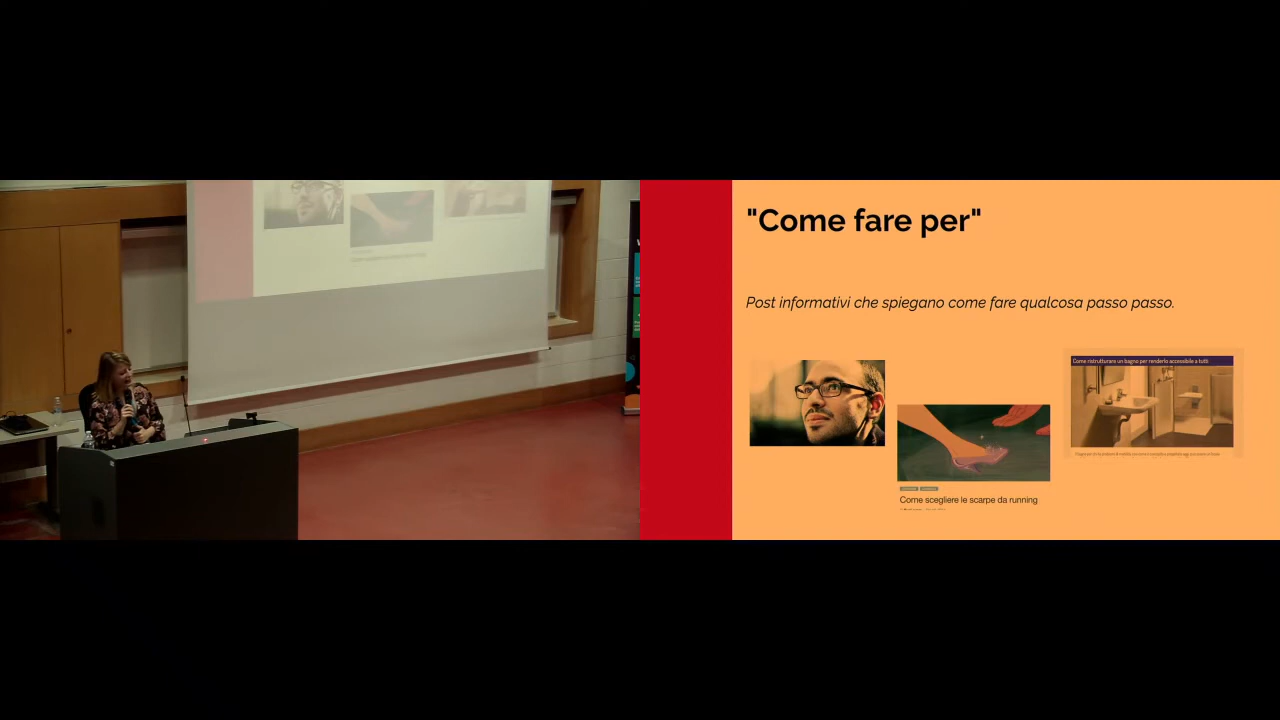 "Come fare per"
Post informativi che spiegano come fare qualcosa passo passo.
Come ristrutturare un bagno per renderlo accessibile a tutti
Come scegliere le scarpe da running